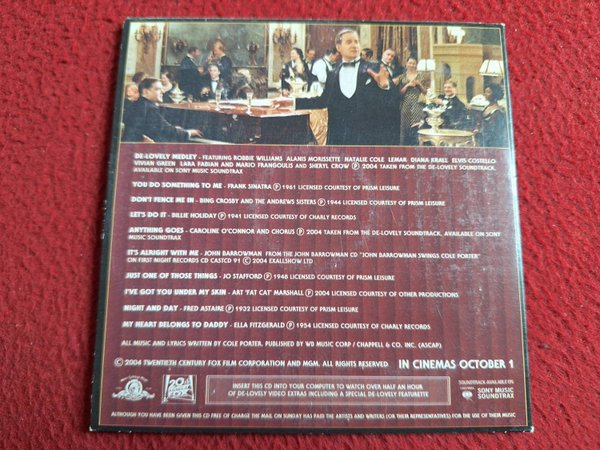 DE-LOVELY MEDLEY - FEATURING ROBBIE WILLIAMS ALANIS MORISSETTE NATALIE COLE LEMAR DIANA KRALL ELVIS COSTELLO
VIVIAN GREEN LARA FABIAN AND MARIO FRANGOULIS AND SHERYL CROW Ⓟ 2004 TAKEN FROM THE DE-LOVELY SOUNDTRACK,
AVAILABLE ON SONY MUSIC SOUNDTRAX
YOU DO SOMETHING TO ME - FRANK SINATRA Ⓟ 1961 LICENSED COURTESY OF PRISM LEISURE
DON'T FENCE ME IN - BING CROSBY AND THE ANDREWS SISTERS Ⓟ 1944 LICENSED COURTESY OF PRISM LEISURE
LET'S DO IT - BILLIE HOLIDAY Ⓟ 1941 LICENSED COURTESY OF CHARLY RECORDS
ANYTHING GOES - CAROLINE O'CONNOR AND CHORUS Ⓟ 2004 TAKEN FROM THE DE-LOVELY SOUNDTRACK, AVAILABLE ON SONY
MUSIC SOUNDTRAX
IT'S ALRIGHT WITH ME - JOHN BARROWMAN FROM THE JOHN BARROWMAN CD "JOHN BARROWMAN SWINGS COLE PORTER"
ON FIRST NIGHT RECORDS CD CASTCD 91 © 2004 EXALLSHOW LTD
JUST ONE OF THOSE THINGS - JO STAFFORD Ⓟ 1948 LICENSED COURTESY OF PRISM LEISURE
I'VE GOT YOU UNDER MY SKIN - ART 'FAT CAT' MARSHALL Ⓟ 2004 LICENSED COURTESY OF OTHER PRODUCTIONS
NIGHT AND DAY - FRED ASTAIRE Ⓟ 1932 LICENSED COURTESY OF PRISM LEISURE
MY HEART BELONGS TO DADDY - ELLA FITZGERALD Ⓟ 1954 LICENSED COURTESY OF CHARLY RECORDS
ALL MUSIC AND LYRICS WRITTEN BY COLE PORTER. PUBLISHED BY WB MUSIC CORP / CHAPPELL & CO. INC. (ASCAP)
© 2004 TWENTIETH CENTURY FOX FILM CORPORATION AND MGM. ALL RIGHTS RESERVED IN CINEMAS OCTOBER 1
INSERT THIS CD INTO YOUR COMPUTER TO WATCH OVER HALF AN HOUR
OF DE-LOVELY VIDEO EXTRAS INCLUDING A SPECIAL DE-LOVELY FEATURETTE
SOUNDTRACK AVAILABLE ON
SONY MUSIC
SOUNDTRAX
ALTHOUGH YOU HAVE BEEN GIVEN THIS CD FREE OF CHARGE THE MAIL ON SUNDAY HAS PAID THE ARTISTS AND WRITERS (OR THEIR REPRESENTATIVES) FOR THE USE OF THEIR MUSIC